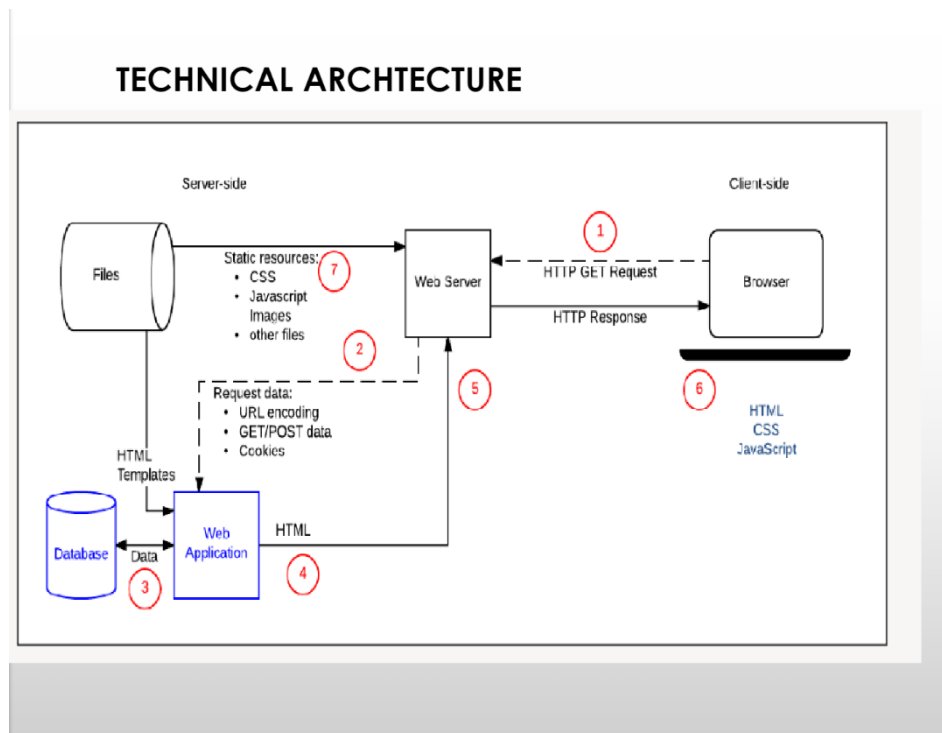 TECHNICAL ARCHTECTURE
Server-side
Client-side
Files
Static resources:
• CSS
• Javascript
Images
• other files
7
Web Server
1
HTTP GET Request
HTTP Response
Browser
2
Request data:
• URL encoding
• GET/POST data
• Cookies
5
6
HTML
CSS
JavaScript
HTML
Templates
Database
Data
3
Web
Application
HTML
4